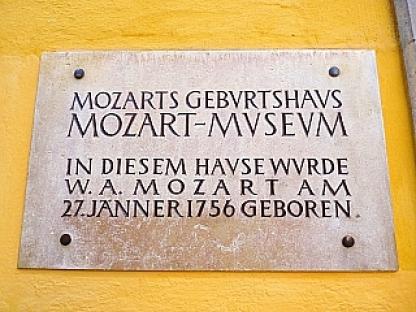 MOZARTS GEBVRTSHAVS
MOZART-MVSEVM
IN DIESEM HAVSE WVRDE
W. A. MOZART AM
27. JÄNNER 1756 GEBOREN